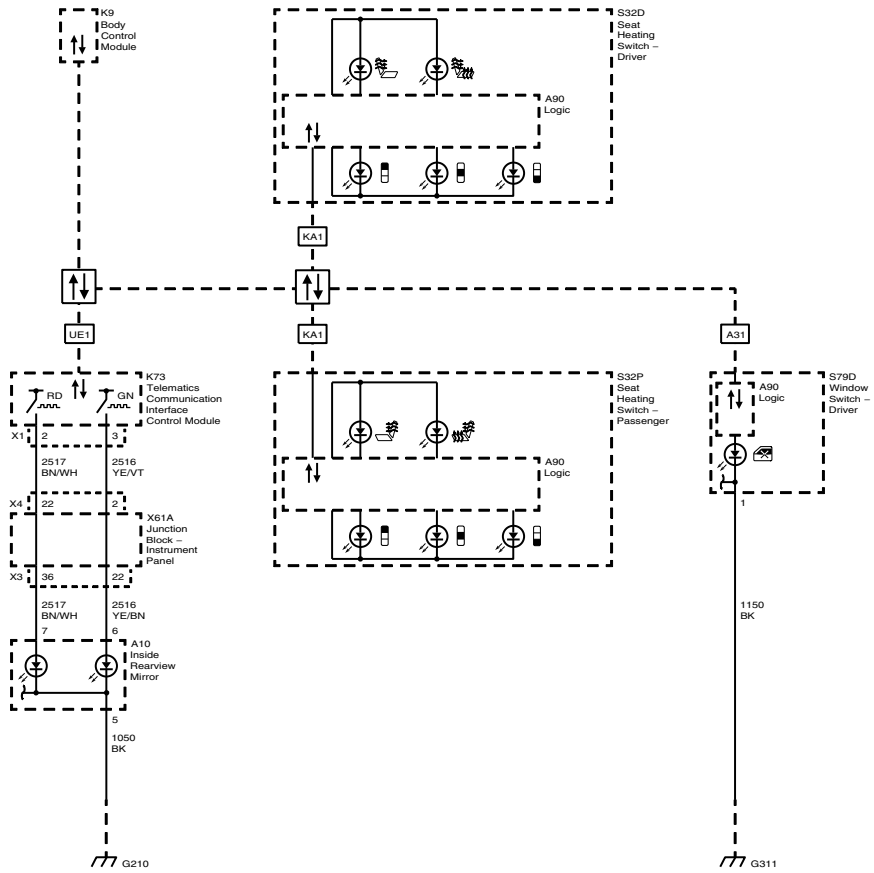 K9
Body
Control
Module
S32D
Seat
Heating
Switch –
Driver
A90
Logic
KA1
UE1
KA1
A31
K73
Telematics
Communication
Interface
Control Module
RD
GN
X1
2
3
2517
BN/WH
2516
YE/VT
X4
22
2
X61A
Junction
Block –
Instrument
Panel
X3
36
22
2517
BN/WH
2516
YE/BN
7
6
A10
Inside
Rearview
Mirror
5
1050
BK
G210
S32P
Seat
Heating
Switch –
Passenger
A90
Logic
S79D
Window
Switch –
Driver
A90
Logic
1
1150
BK
G311